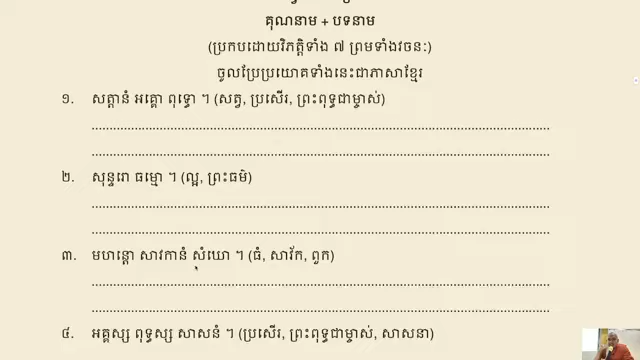 គុណនាម + បទនាម
(ប្រកបដោយវិភត្តិទាំង ៧ ព្រមទាំងវចនៈ)
ចូលប្រែប្រយោគទាំងនេះជាភាសាខ្មែរ
១. សត្តានំ អគ្គោ ពុទ្ធោ ។ (សត្វ, ប្រសើរ, ព្រះពុទ្ធជាម្ចាស់)
២. សុន្ទរោ ធម្មោ ។ (ល្អ, ព្រះធម៌)
៣. មហន្តោ សាវកានំ សំឃោ ។ (ធំ, សាវ័ក, ពួក)
៤. អគ្គស្ស ពុទ្ធស្ស សាសនំ ។ (ប្រសើរ, ព្រះពុទ្ធជាម្ចាស់, សាសនា)